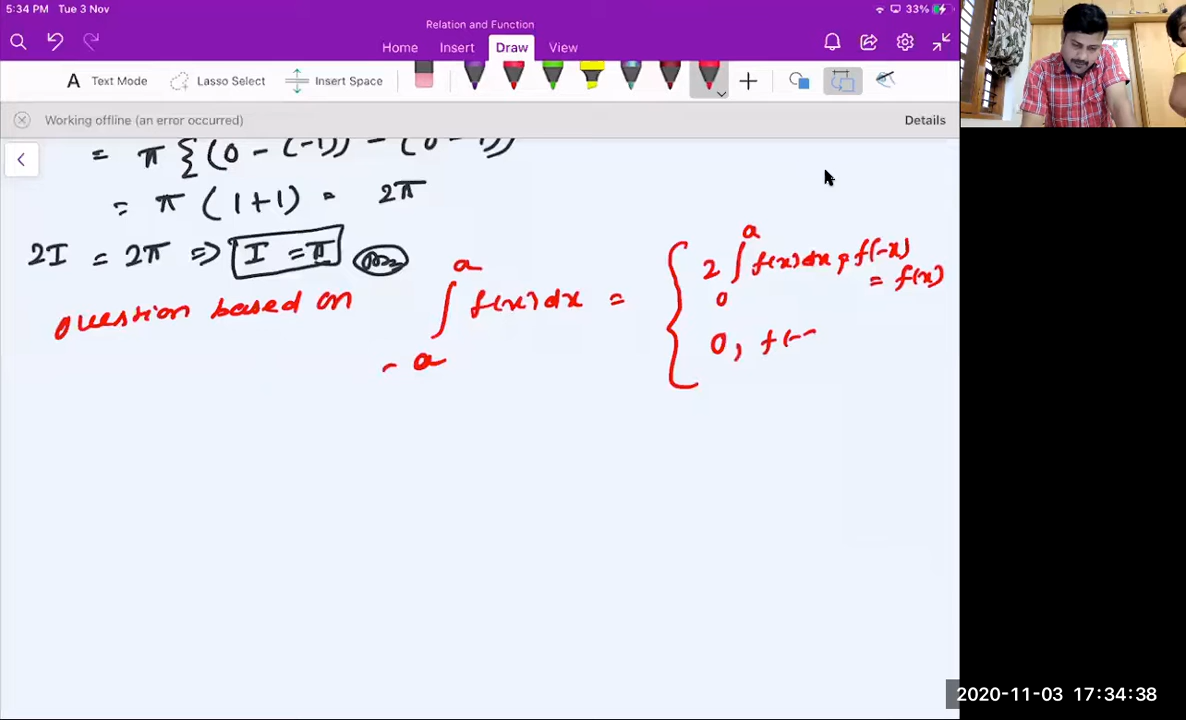 5:34 PM Tue 3 Nov
33%
Relation and Function
Home Insert Draw View
A Text Mode Lasso Select Insert Space
Working offline (an error occurred) Details
= π {(0 - (-1)) - (0 - 1)}
= π (1+1) = 2π
2I = 2π => I = π
question based on ∫_{-a}^{a} f(x) dx = { 2 ∫_{0}^{a} f(x) dx, f(-x) = f(x)
0, f(-
2020-11-03 17:34:38